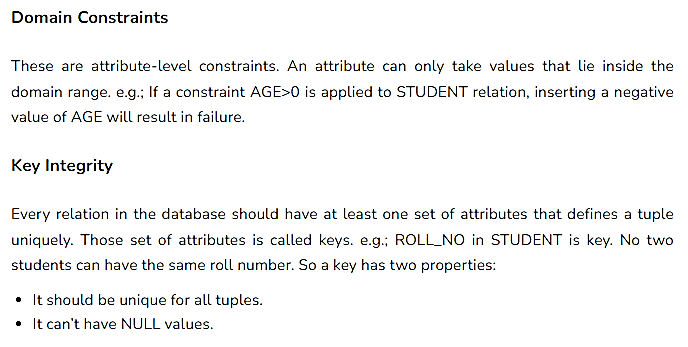 Domain Constraints
These are attribute-level constraints. An attribute can only take values that lie inside the
domain range. e.g.; If a constraint AGE>0 is applied to STUDENT relation, inserting a negative
value of AGE will result in failure.
Key Integrity
Every relation in the database should have at least one set of attributes that defines a tuple
uniquely. Those set of attributes is called keys. e.g.; ROLL_NO in STUDENT is key. No two
students can have the same roll number. So a key has two properties:
• It should be unique for all tuples.
• It can't have NULL values.